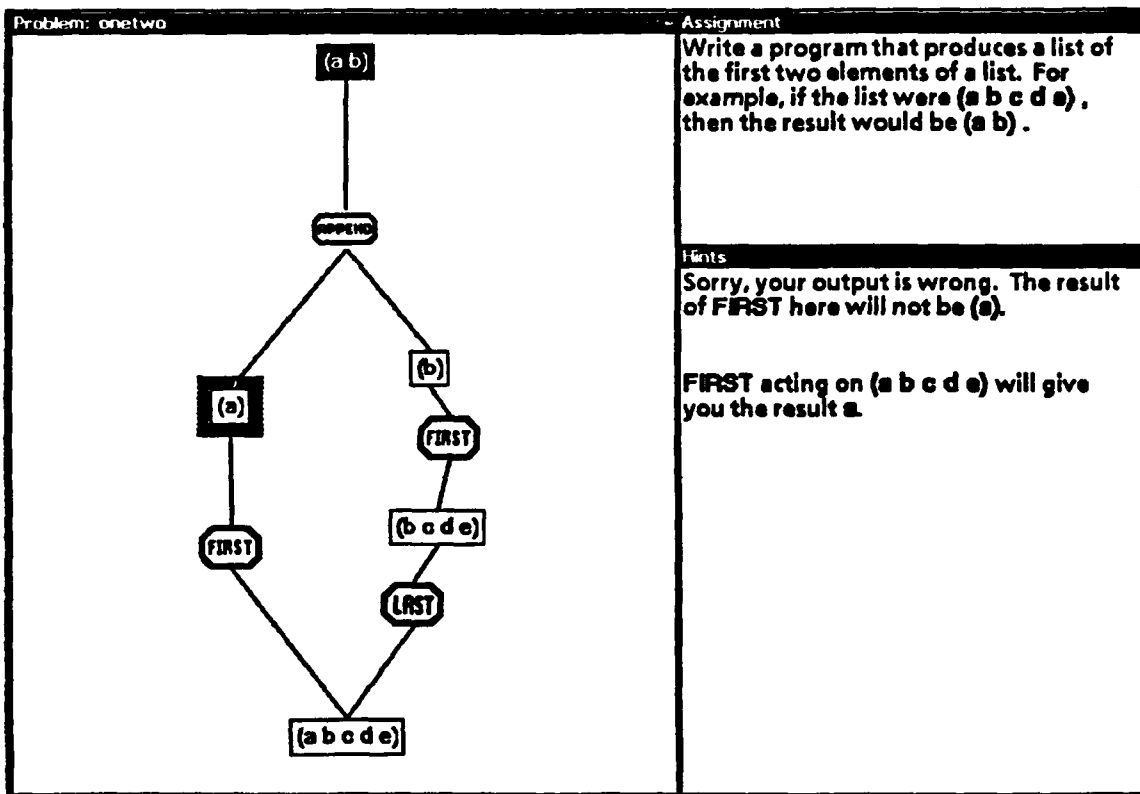 Problem: onetwo
(a b)
APPEND
(b)
(a)
FIRST
(b c d e)
FIRST
LAST
(a b c d e)
Assignment
Write a program that produces a list of
the first two elements of a list. For
example, if the list were (a b c d e) ,
then the result would be (a b) .
Hints
Sorry, your output is wrong. The result
of FIRST here will not be (a).
FIRST acting on (a b c d e) will give
you the result a.